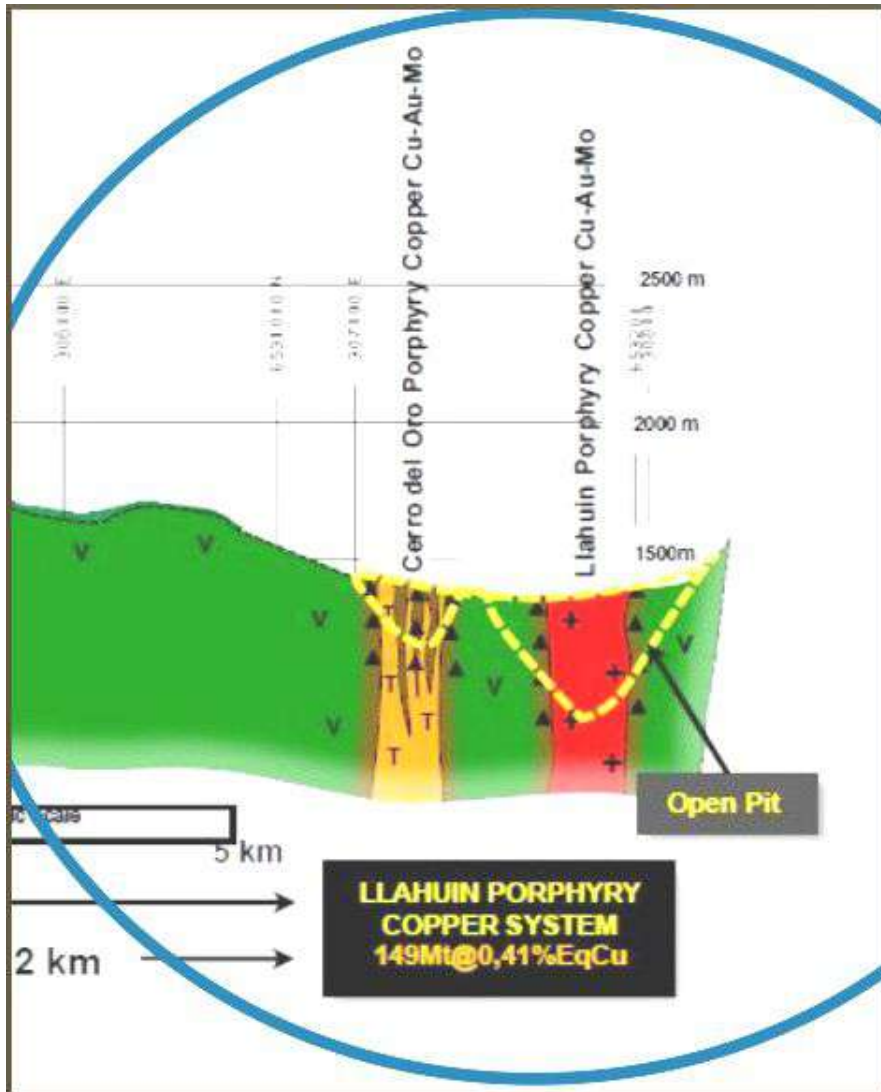 Cerro del Oro Porphyry Copper Cu-Au-Mo
Llahuin Porphyry Copper Cu-Au-Mo
2500 m
2000 m
1500m
V
V
V
V
V
V
T
T
T
T
T
Open Pit
5 km
2 km
LLAHUIN PORPHYRY
COPPER SYSTEM
149Mt@0,41%EqCu